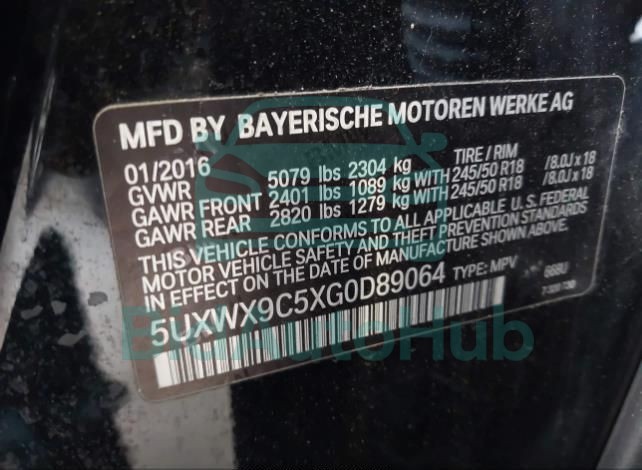 MFD BY BAYERISCHE MOTOREN WERKE AG
01/2016 TIRE / RIM
GVWR 5079 lbs 2304 kg
GAWR FRONT 2401 lbs 1089 kg WITH 245/50 R18 /8.0J x 18
GAWR REAR 2820 lbs 1279 kg WITH 245/50 R18 /8.0J x 18
THIS VEHICLE CONFORMS TO ALL APPLICABLE U. S. FEDERAL
MOTOR VEHICLE SAFETY AND THEFT PREVENTION STANDARDS
IN EFFECT ON THE DATE OF MANUFACTURE SHOWN ABOVE.
5UXWX9C5XG0D89064 TYPE: MPV
BidAutoHub